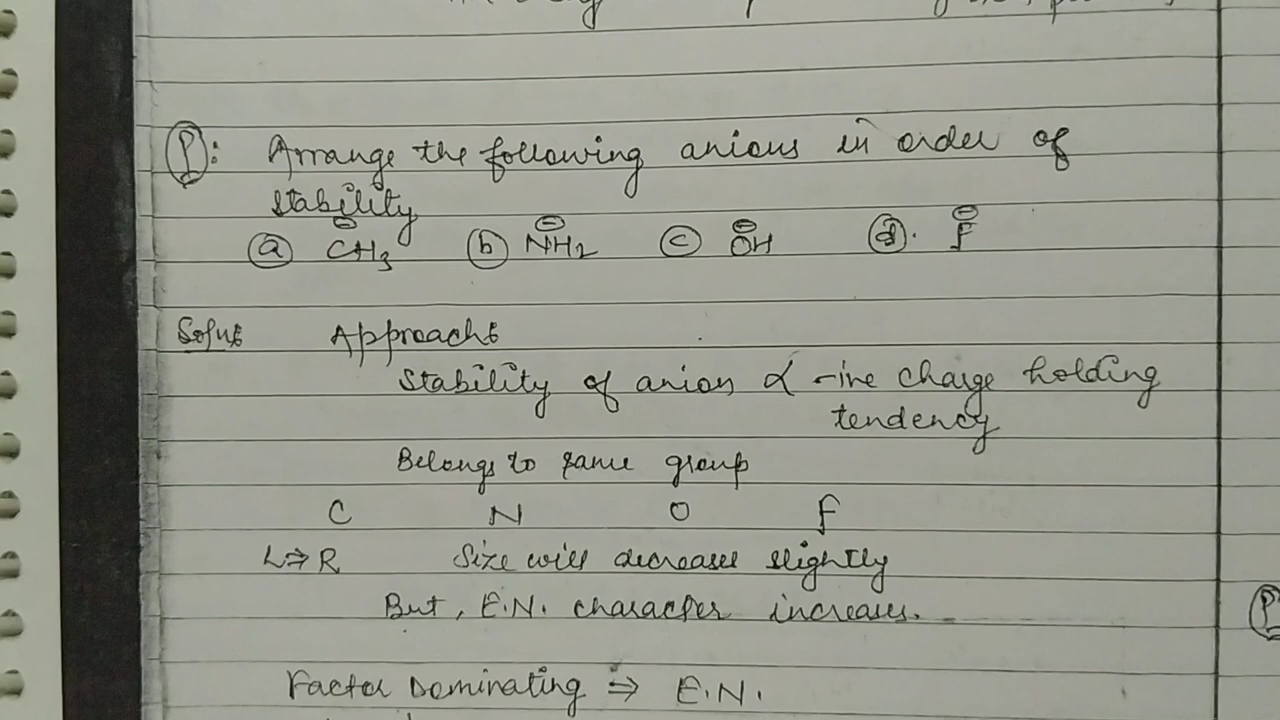 (P): Arrange the following anions in order of
stability
(a) ⊖CH3 (b) ⊖NH2 (c) ⊖OH (d). ⊖F
Soln: Approach:
Stability of anion ∝ -ive charge holding
tendency
Belongs to same group
C N O F
L⇒R Size will decreases slightly
But, E.N. character increases.
Factor Dominating ⇒ E.N.
(P